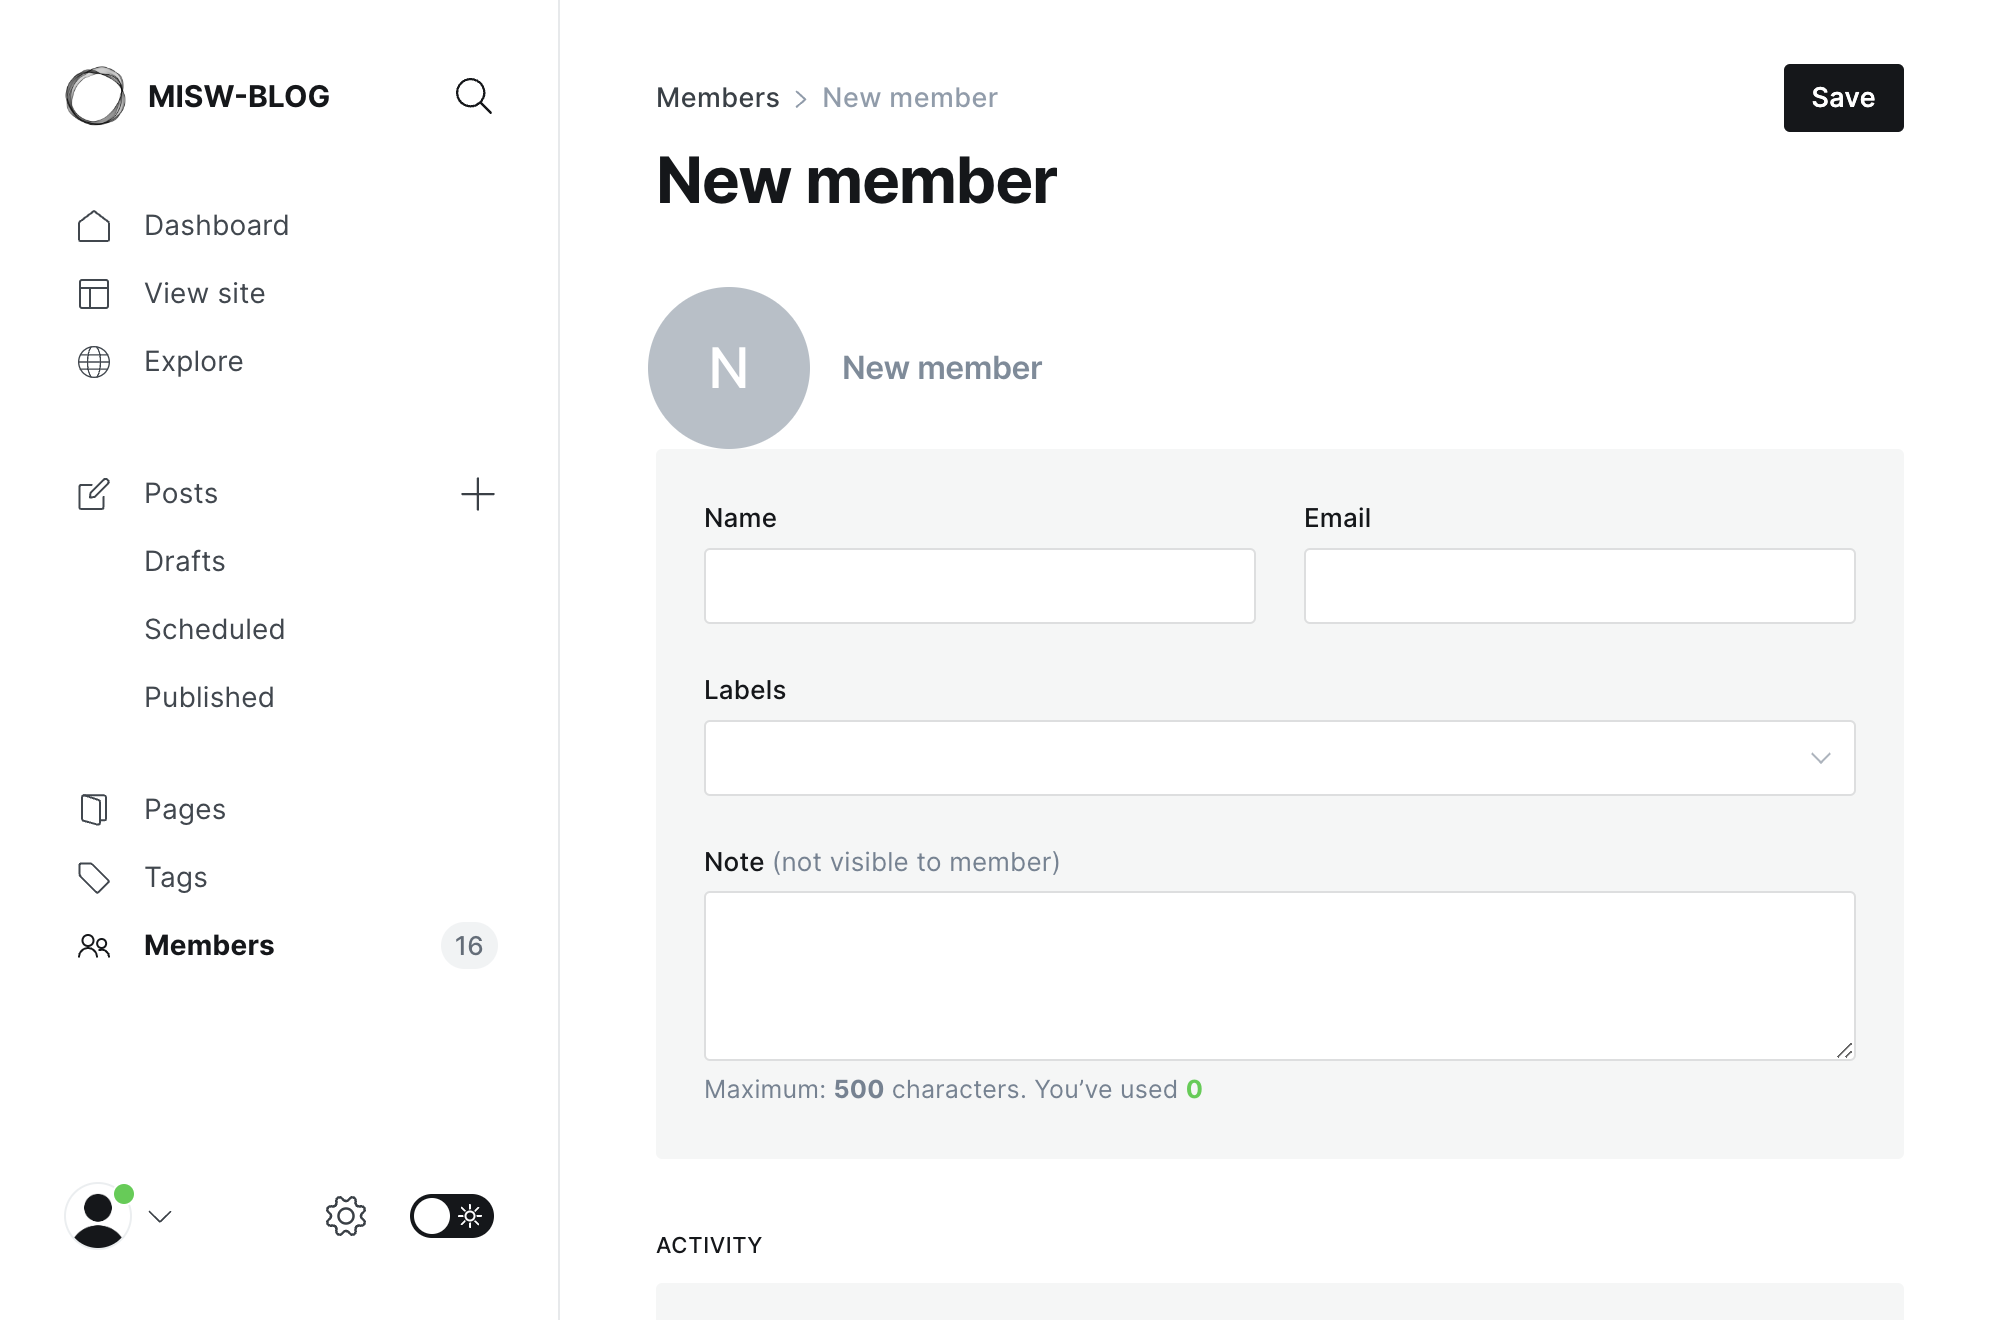 MISW-BLOG
Dashboard
View site
Explore
Posts
Drafts
Scheduled
Published
Pages
Tags
Members 16
Members > New member
Save
New member
N
New member
Name
Email
Labels
Note (not visible to member)
Maximum: 500 characters. You’ve used 0
ACTIVITY